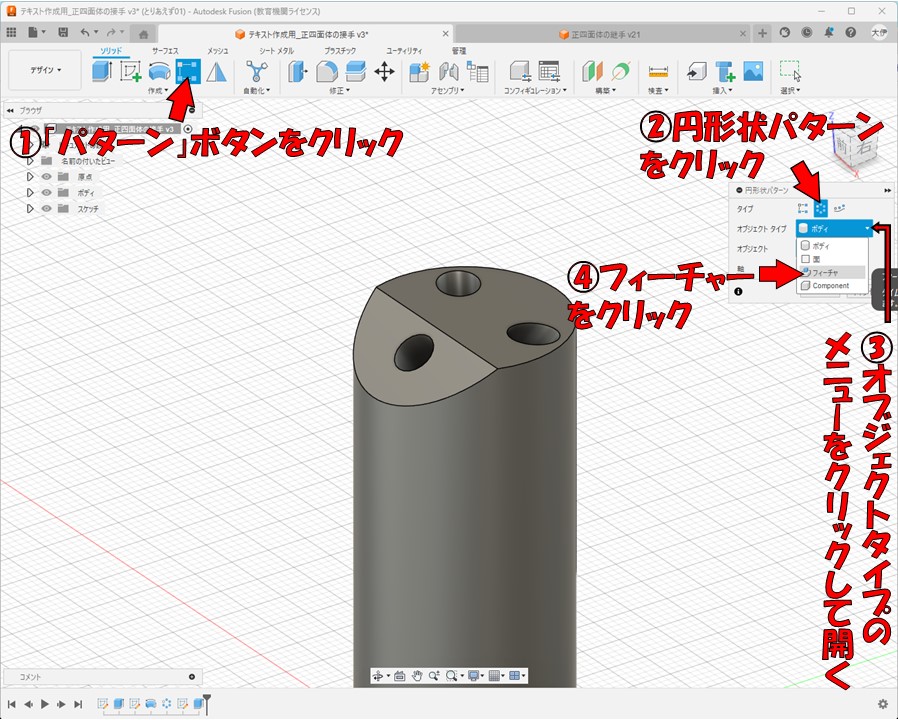 テキスト作成用_正四面体の接手 v3* (とりあえず01) - Autodesk Fusion (教育機関ライセンス)
テキスト作成用_正四面体の接手 v3*
正四面体の継手 v21
大伊
ソリッド
サーフェス
メッシュ
シート メタル
プラスチック
ユーティリティ
管理
デザイン
作成
自動化
修正
アセンブリ
コンフィギュレーション
構築
検査
挿入
選択
ブラウザ
①「パターン」ボタンをクリック
名前の付いたビュー
原点
ボディ
スケッチ
②円形状パターン
をクリック
前
右
Z
X
円形状パターン
タイプ
オブジェクト タイプ
ボディ
オブジェクト
ボディ
面
軸
フィーチャ
Component
④フィーチャー
をクリック
③オブジェクトタイプの
メニューをクリックして開く
コメント